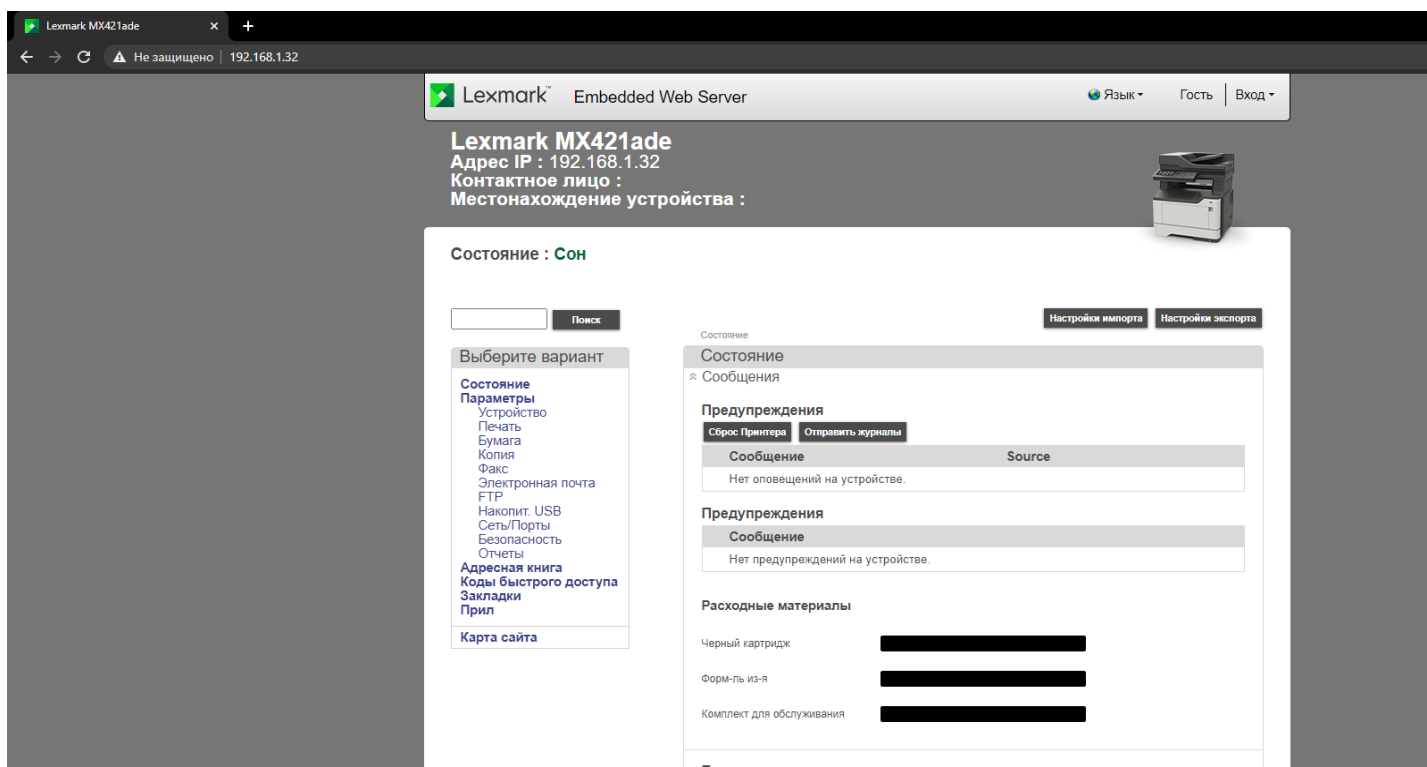 Lexmark MX421ade
Не защищено 192.168.1.32
Lexmark™ Embedded Web Server Язык Гость Вход
Lexmark MX421ade
Адрес IP : 192.168.1.32
Контактное лицо :
Местонахождение устройства :
Состояние : Сон
Поиск
Настройки импорта Настройки экспорта
Выберите вариант
Состояние
Параметры
Устройство
Печать
Бумага
Копия
Факс
Электронная почта
FTP
Накопит. USB
Сеть/Порты
Безопасность
Отчеты
Адресная книга
Коды быстрого доступа
Закладки
Прил
Карта сайта
Состояние
Состояние
Сообщения
Предупреждения
Сброс Принтера Отправить журналы
Сообщение Source
Нет оповещений на устройстве.
Предупреждения
Сообщение
Нет предупреждений на устройстве.
Расходные материалы
Черный картридж
Форм-ль из-я
Комплект для обслуживания